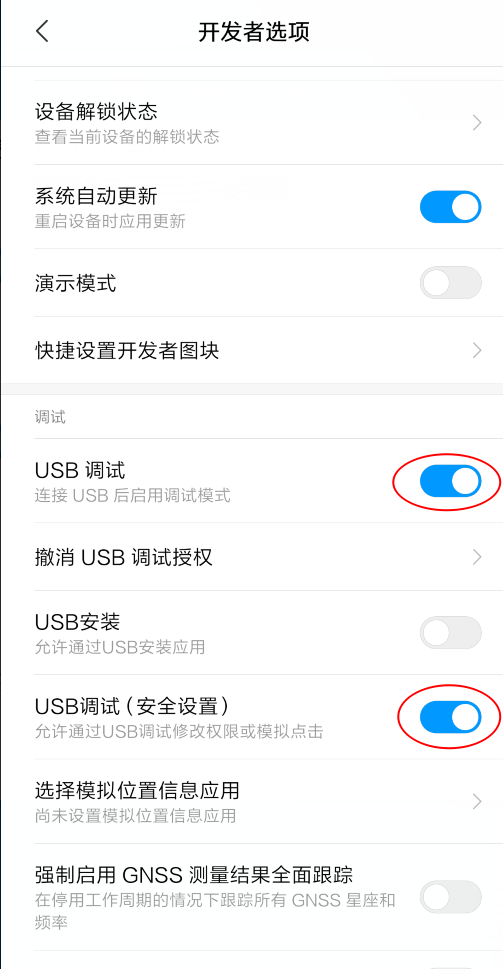 开发者选项
设备解锁状态
查看当前设备的解锁状态
系统自动更新
重启设备时应用更新
演示模式
快捷设置开发者图块
调试
USB 调试
连接 USB 后启用调试模式
撤消 USB 调试授权
USB安装
允许通过USB安装应用
USB调试（安全设置）
允许通过USB调试修改权限或模拟点击
选择模拟位置信息应用
尚未设置模拟位置信息应用
强制启用 GNSS 测量结果全面跟踪
在停用工作周期的情况下跟踪所有 GNSS 星座和
频率